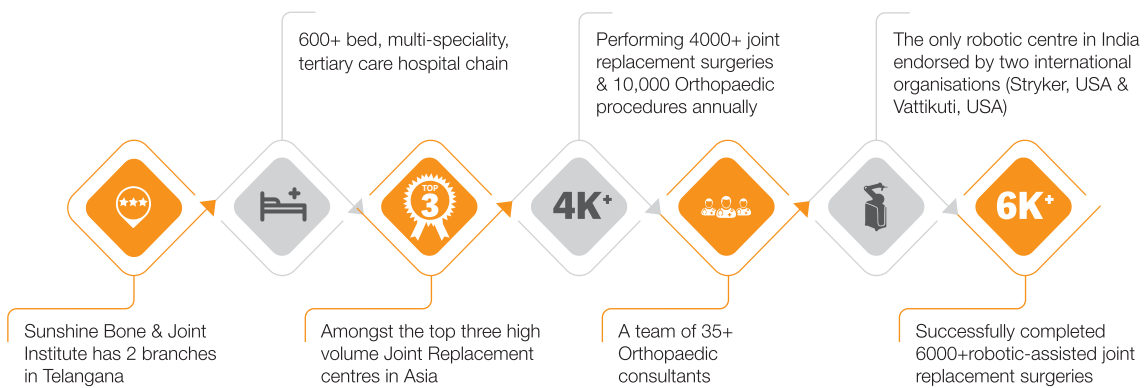 600+ bed, multi-speciality,
tertiary care hospital chain
Performing 4000+ joint
replacement surgeries
& 10,000 Orthopaedic
procedures annually
The only robotic centre in India
endorsed by two international
organisations (Stryker, USA &
Vattikuti, USA)
TOP
3
4K+
6K+
Sunshine Bone & Joint
Institute has 2 branches
in Telangana
Amongst the top three high
volume Joint Replacement
centres in Asia
A team of 35+
Orthopaedic
consultants
Successfully completed
6000+robotic-assisted joint
replacement surgeries